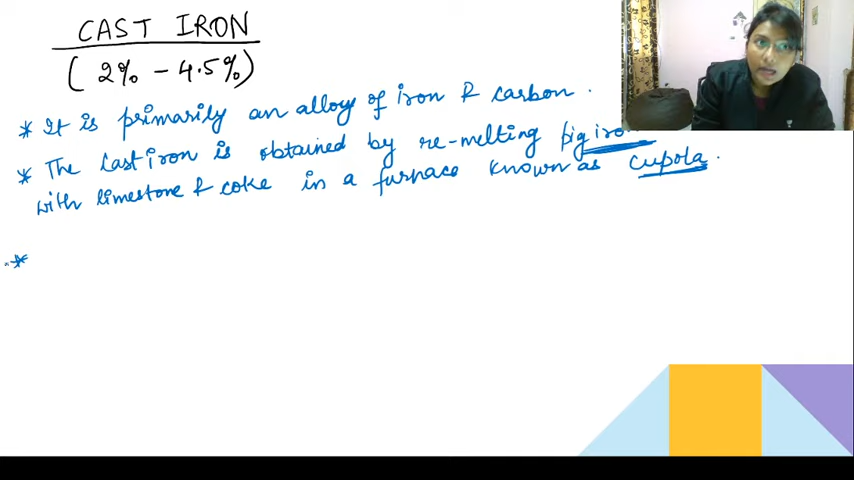 CAST IRON
(2% - 4.5%)
* It is primarily an alloy of iron & carbon.
* The Cast iron is obtained by re-melting pig iron
with limestone & coke in a furnace known as cupola.
*